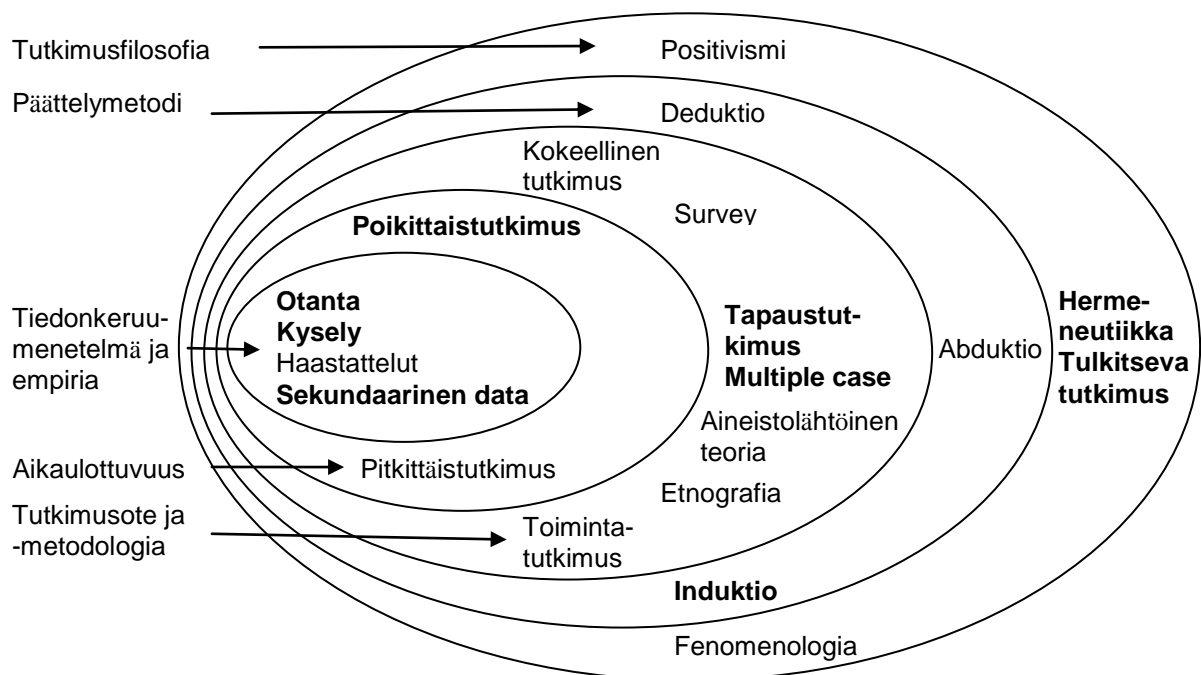 Tutkimusfilosofia
Positivismi
Päättelymetodi
Deduktio
Kokeellinen
tutkimus
Survey
Poikittaistutkimus
Otanta
Kysely
Haastattelut
Sekundaarinen data
Tiedonkeruu-
menetelmä ja
empiria
Tapaustut-
kimus
Multiple case
Abduktio
Herme-
neutiikka
Tulkitseva
tutkimus
Aineistolähtöinen
teoria
Aikaulottuvuus
Pitkittäistutkimus
Etnografia
Tutkimusote ja
-metodologia
Toiminta-
tutkimus
Induktio
Fenomenologia